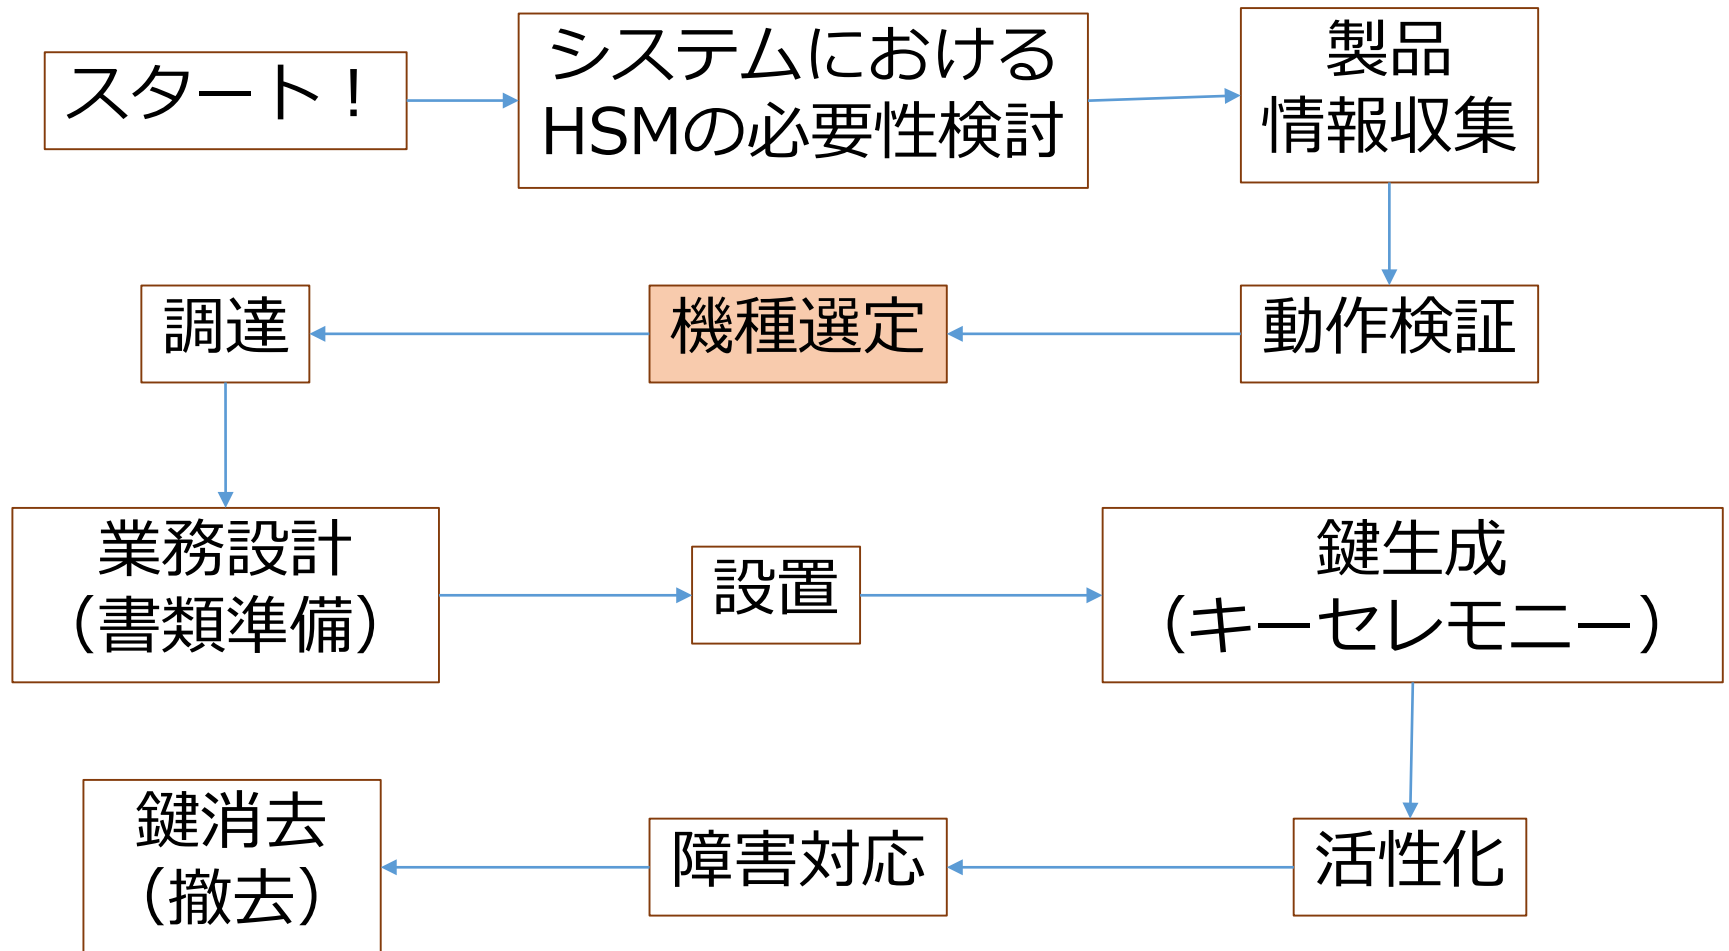 スタート！
システムにおける
HSMの必要性検討
製品
情報収集
動作検証
機種選定
調達
業務設計
（書類準備）
設置
鍵生成
（キーセレモニー）
活性化
障害対応
鍵消去
（撤去）